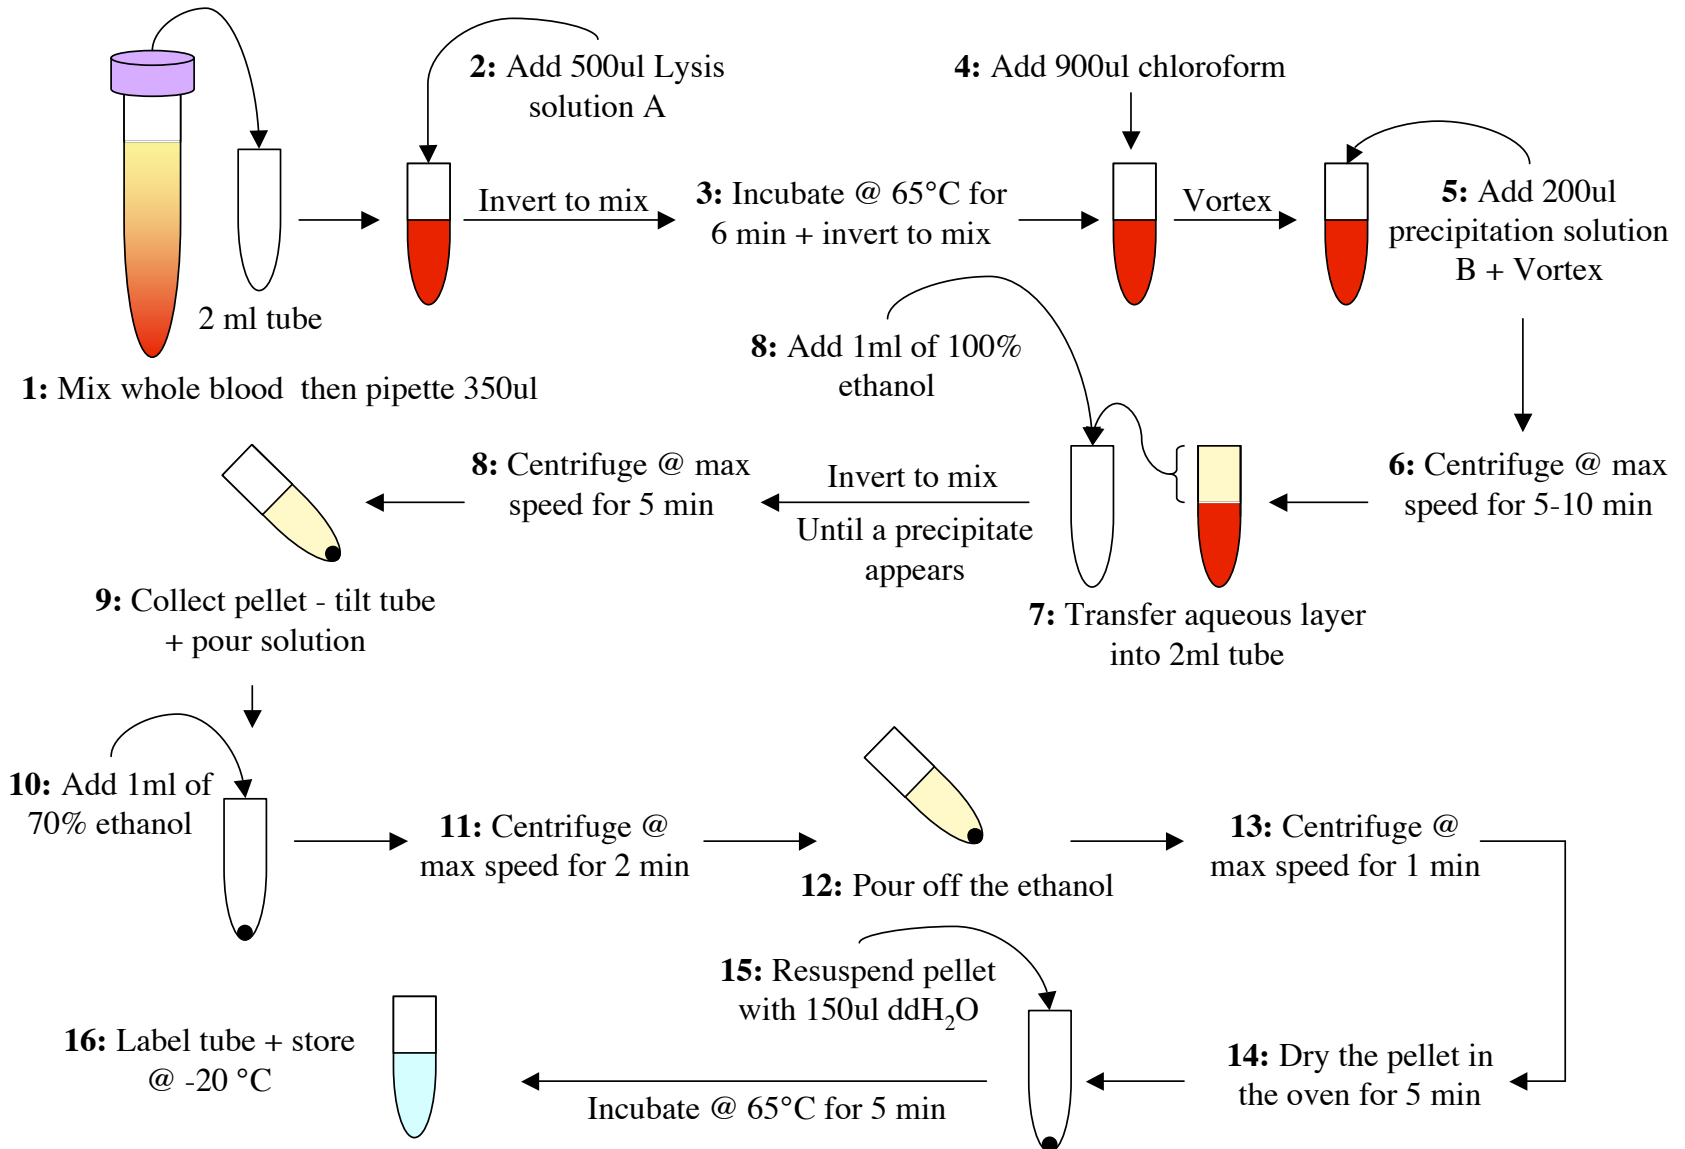 2: Add 500ul Lysis
solution A
4: Add 900ul chloroform
Invert to mix
3: Incubate @ 65°C for
6 min + invert to mix
Vortex
5: Add 200ul
precipitation solution
B + Vortex
2 ml tube
1: Mix whole blood  then pipette 350ul
8: Add 1ml of 100%
ethanol
6: Centrifuge @ max
speed for 5-10 min
7: Transfer aqueous layer
into 2ml tube
Invert to mix
Until a precipitate
appears
8: Centrifuge @ max
speed for 5 min
9: Collect pellet - tilt tube
+ pour solution
10: Add 1ml of
70% ethanol
11: Centrifuge @
max speed for 2 min
12: Pour off the ethanol
13: Centrifuge @
max speed for 1 min
14: Dry the pellet in
the oven for 5 min
15: Resuspend pellet
with 150ul ddH₂O
Incubate @ 65°C for 5 min
16: Label tube + store
@ -20 °C